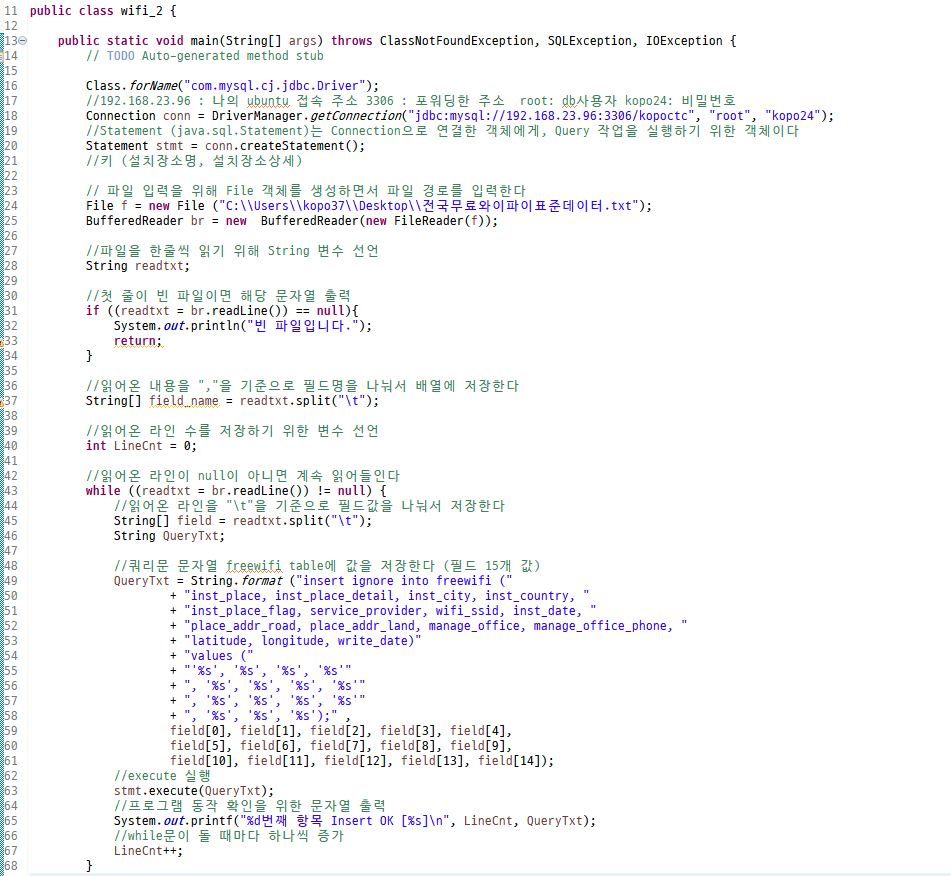 11 public class wifi_2 {
12
13 public static void main(String[] args) throws ClassNotFoundException, SQLException, IOException {
14 // TODO Auto-generated method stub
15
16 Class.forName("com.mysql.cj.jdbc.Driver");
17 //192.168.23.96 : 나의 ubuntu 접속 주소 3306 : 포워딩한 주소  root: db사용자 kopo24: 비밀번호
18 Connection conn = DriverManager.getConnection("jdbc:mysql://192.168.23.96:3306/kopoctc", "root", "kopo24");
19 //Statement (java.sql.Statement)는 Connection으로 연결한 객체에게, Query 작업을 실행하기 위한 객체이다
20 Statement stmt = conn.createStatement();
21 //키 (설치장소명, 설치장소상세)
22
23 // 파일 입력을 위해 File 객체를 생성하면서 파일 경로를 입력한다
24 File f = new File ("C:\\Users\\kopo37\\Desktop\\전국무료와이파이표준데이터.txt");
25 BufferedReader br = new  BufferedReader(new FileReader(f));
26
27 //파일을 한줄씩 읽기 위해 String 변수 선언
28 String readtxt;
29
30 //첫 줄이 빈 파일이면 해당 문자열 출력
31 if ((readtxt = br.readLine()) == null){
32 System.out.println("빈 파일입니다.");
33 return;
34 }
35
36 //읽어온 내용을 ","을 기준으로 필드명을 나눠서 배열에 저장한다
37 String[] field_name = readtxt.split("\t");
38
39 //읽어온 라인 수를 저장하기 위한 변수 선언
40 int LineCnt = 0;
41
42 //읽어온 라인이 null이 아니면 계속 읽어들인다
43 while ((readtxt = br.readLine()) != null) {
44 //읽어온 라인을 "\t"을 기준으로 필드값을 나눠서 저장한다
45 String[] field = readtxt.split("\t");
46 String QueryTxt;
47
48 //쿼리문 문자열 freewifi table에 값을 저장한다 (필드 15개 값)
49 QueryTxt = String.format ("insert ignore into freewifi ("
50 + "inst_place, inst_place_detail, inst_city, inst_country, "
51 + "inst_place_flag, service_provider, wifi_ssid, inst_date, "
52 + "place_addr_road, place_addr_land, manage_office, manage_office_phone, "
53 + "latitude, longitude, write_date)"
54 + "values ("
55 + "'%s', '%s', '%s', '%s'"
56 + ", '%s', '%s', '%s', '%s'"
57 + ", '%s', '%s', '%s', '%s'"
58 + ", '%s', '%s', '%s');" ,
59 field[0], field[1], field[2], field[3], field[4],
60 field[5], field[6], field[7], field[8], field[9],
61 field[10], field[11], field[12], field[13], field[14]);
62 //execute 실행
63 stmt.execute(QueryTxt);
64 //프로그램 동작 확인을 위한 문자열 출력
65 System.out.printf("%d번째 항목 Insert OK [%s]\n", LineCnt, QueryTxt);
66 //while문이 돌 때마다 하나씩 증가
67 LineCnt++;
68 }